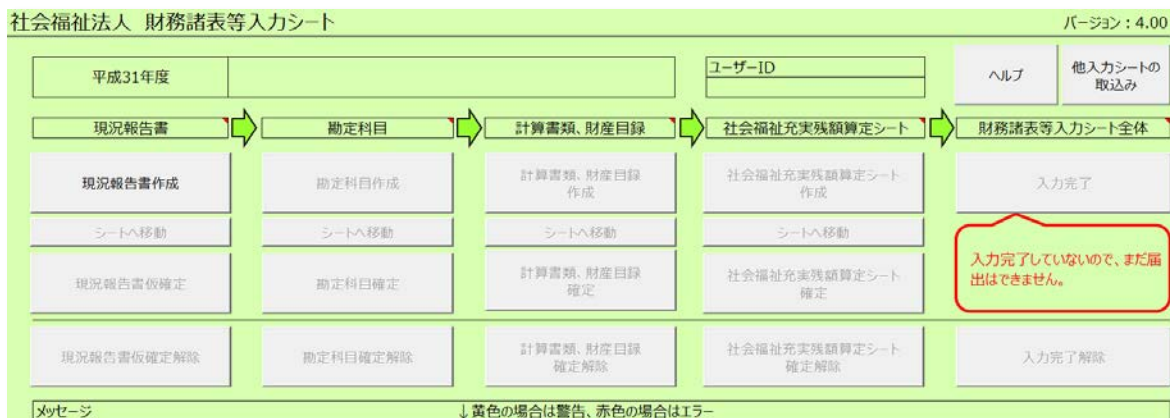 社会福祉法人 財務諸表等入力シート
バージョン：4.00
平成31年度
ユーザーID
ヘルプ
他入力シートの
取込み
現況報告書
勘定科目
計算書類、財産目録
社会福祉充実残額算定シート
財務諸表等入力シート全体
現況報告書作成
勘定科目作成
計算書類、財産目録
作成
社会福祉充実残額算定シート
作成
入力完了
シートへ移動
シートへ移動
シートへ移動
シートへ移動
入力完了していないので、まだ届
出はできません。
現況報告書仮確定
勘定科目確定
計算書類、財産目録
確定
社会福祉充実残額算定シート
確定
現況報告書仮確定解除
勘定科目確定解除
計算書類、財産目録
確定解除
社会福祉充実残額算定シート
確定解除
入力完了解除
メッセージ
↓黄色の場合は警告、赤色の場合はエラー